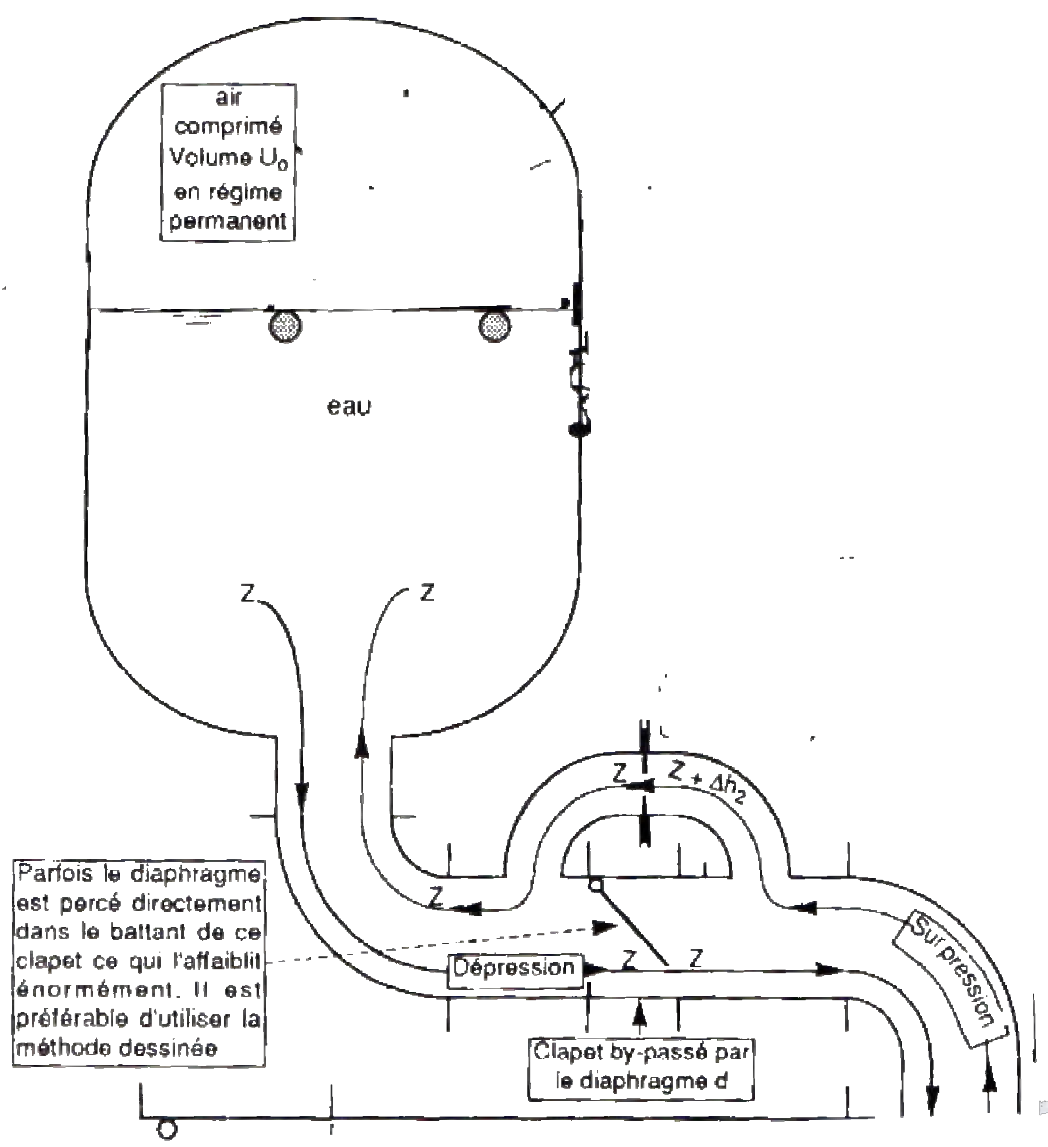 air
comprimé
Volume U₀
en régime
permanent
eau
Z
Z
Z
Z + Δh₂
Parfois le diaphragme
est percé directement
dans le battant de ce
clapet ce qui l'affaiblit
énormément. Il est
préférable d'utiliser la
méthode dessinée
Z
Surpression
Dépression
Z
Z
Clapet by-passé par
le diaphragme d